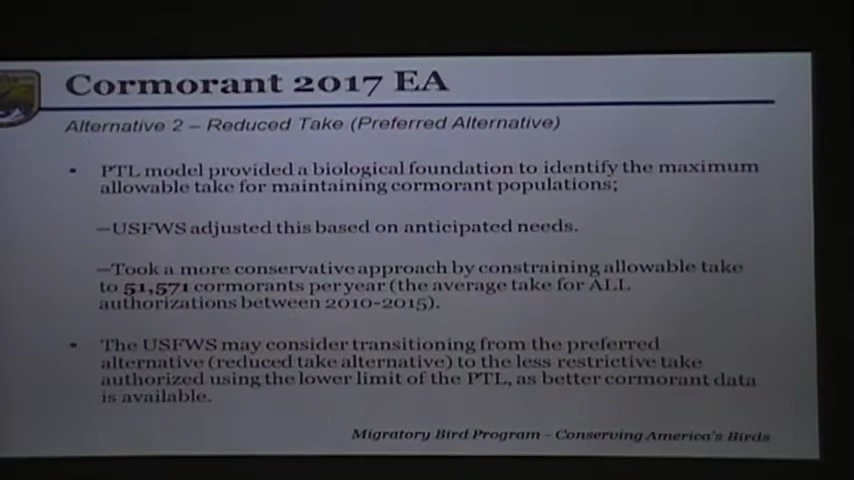 Cormorant 2017 EA
Alternative 2 – Reduced Take (Preferred Alternative)
• PTL model provided a biological foundation to identify the maximum
allowable take for maintaining cormorant populations;
–USFWS adjusted this based on anticipated needs.
–Took a more conservative approach by constraining allowable take
to 51,571 cormorants per year (the average take for ALL
authorizations between 2010-2015).
• The USFWS may consider transitioning from the preferred
alternative (reduced take alternative) to the less restrictive take
authorized using the lower limit of the PTL, as better cormorant data
is available.
Migratory Bird Program - Conserving America's Birds